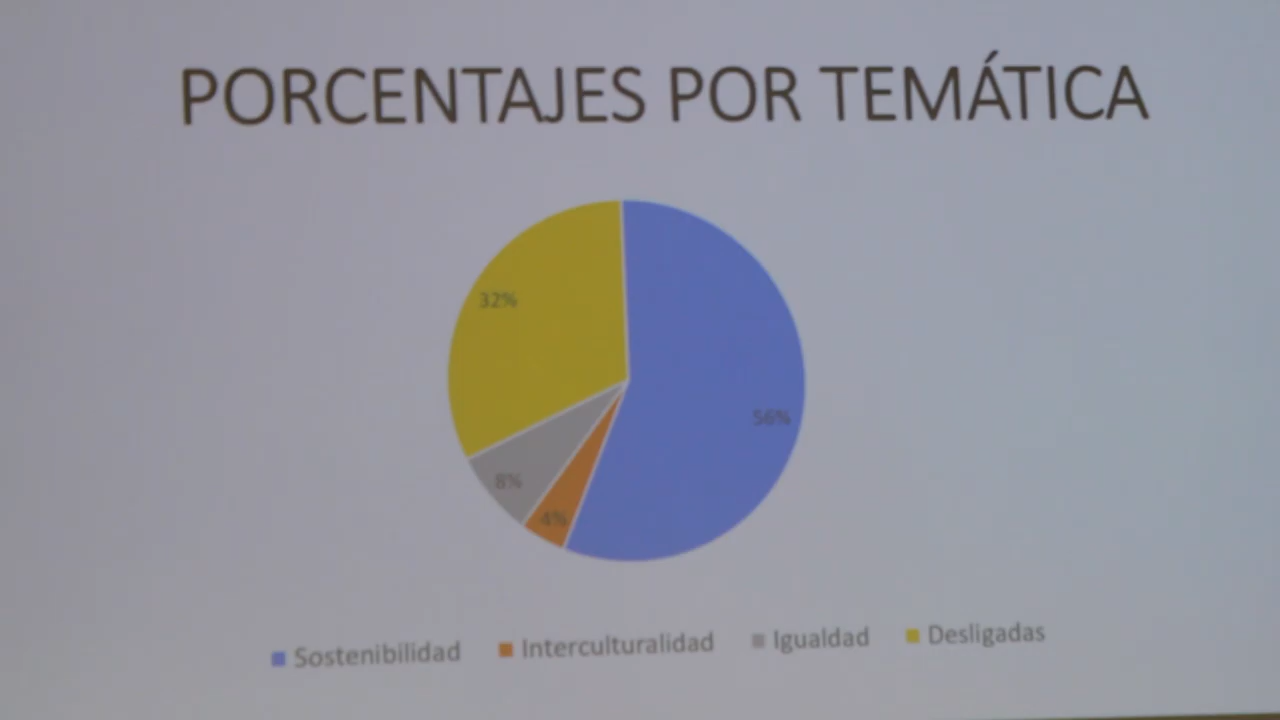 PORCENTAJES POR TEMÁTICA
32%
56%
8%
4%
Sostenibilidad Interculturalidad Igualdad Desligadas